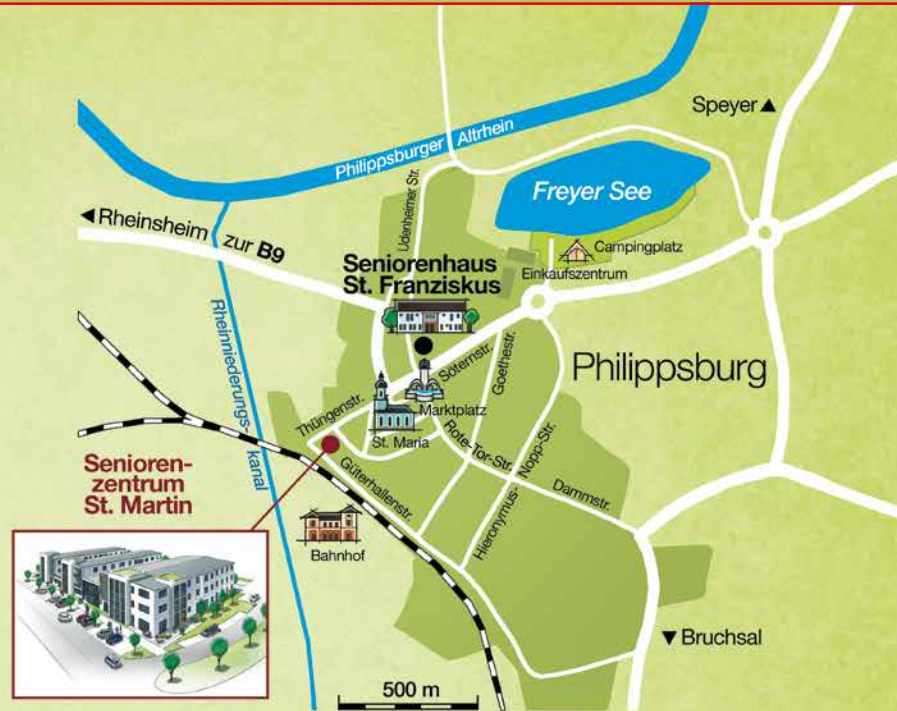 Speyer ▲
Philippsburger Altrhein
Freyer See
Udenheimer Str.
◀ Rheinsheim zur B9
Campingplatz
Einkaufszentrum
Seniorenhaus
St. Franziskus
Rheinniederungs-
kanal
Söternstr.
Goethestr.
Philippsburg
Marktplatz
Thüngenstr.
St. Maria
Rote-Tor-Str.
Hieronymus-Nopp-Str.
Dammstr.
Senioren-
zentrum
St. Martin
Güterhallenstr.
Bahnhof
▼ Bruchsal
500 m